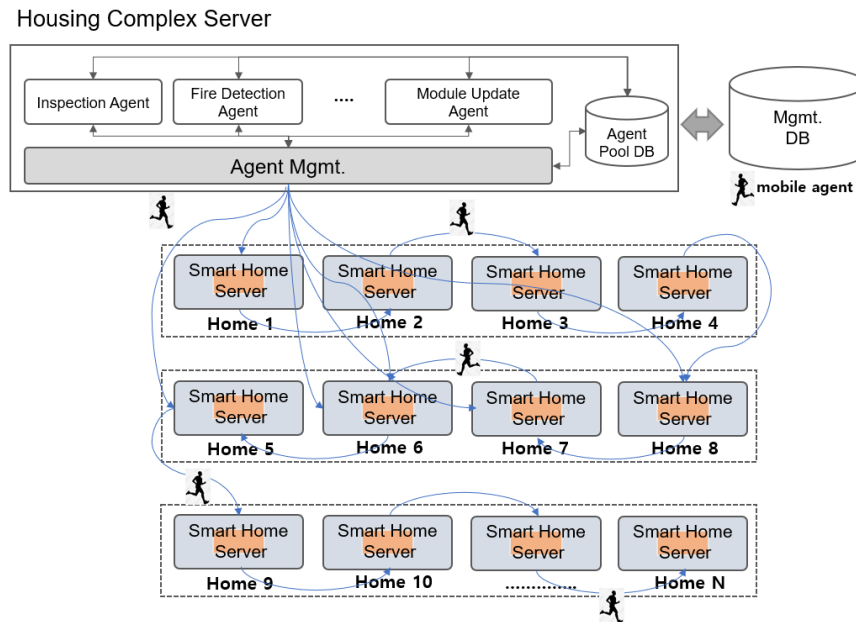 Housing Complex Server
Inspection Agent
Fire Detection
Agent
....
Module Update
Agent
Agent
Pool DB
Mgmt.
DB
Agent Mgmt.
mobile agent
Smart Home
Server
Home 1
Smart Home
Server
Home 2
Smart Home
Server
Home 3
Smart Home
Server
Home 4
Smart Home
Server
Home 5
Smart Home
Server
Home 6
Smart Home
Server
Home 7
Smart Home
Server
Home 8
Smart Home
Server
Home 9
Smart Home
Server
Home 10
Smart Home
Server
..............
Smart Home
Server
Home N